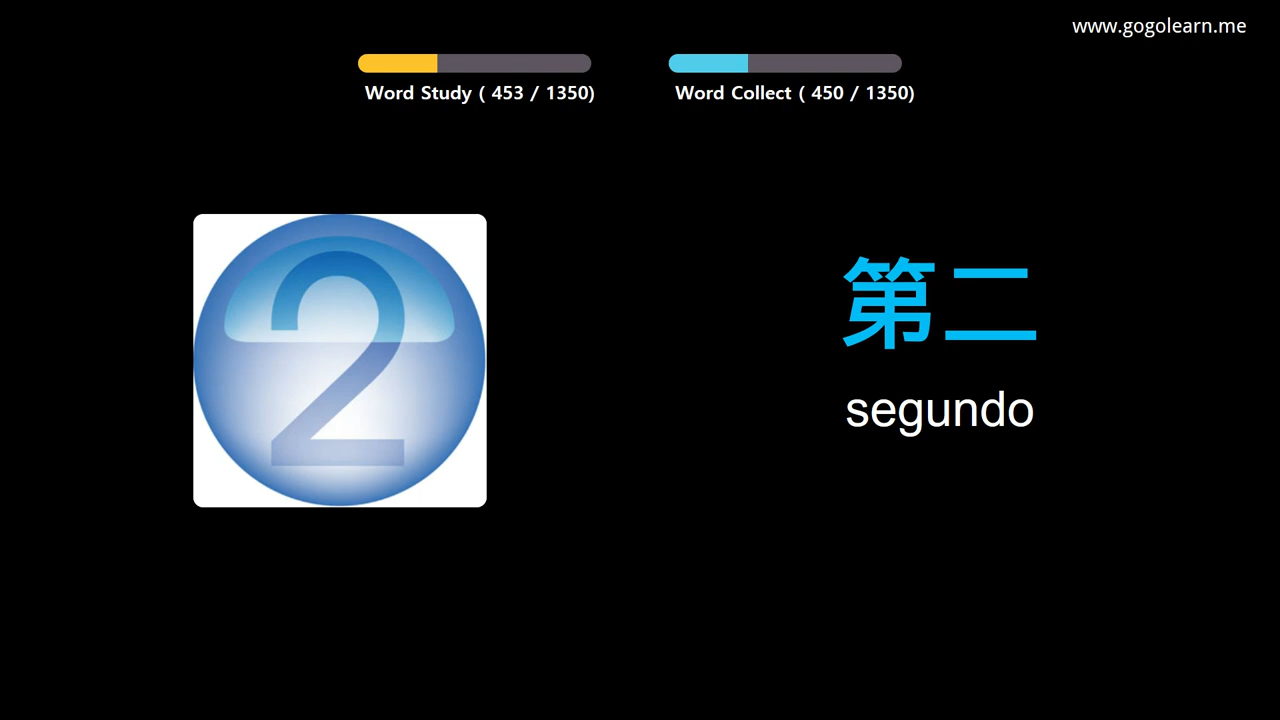 www.gogolearn.me
Word Study ( 453 / 1350)
Word Collect ( 450 / 1350)
2
第二
segundo